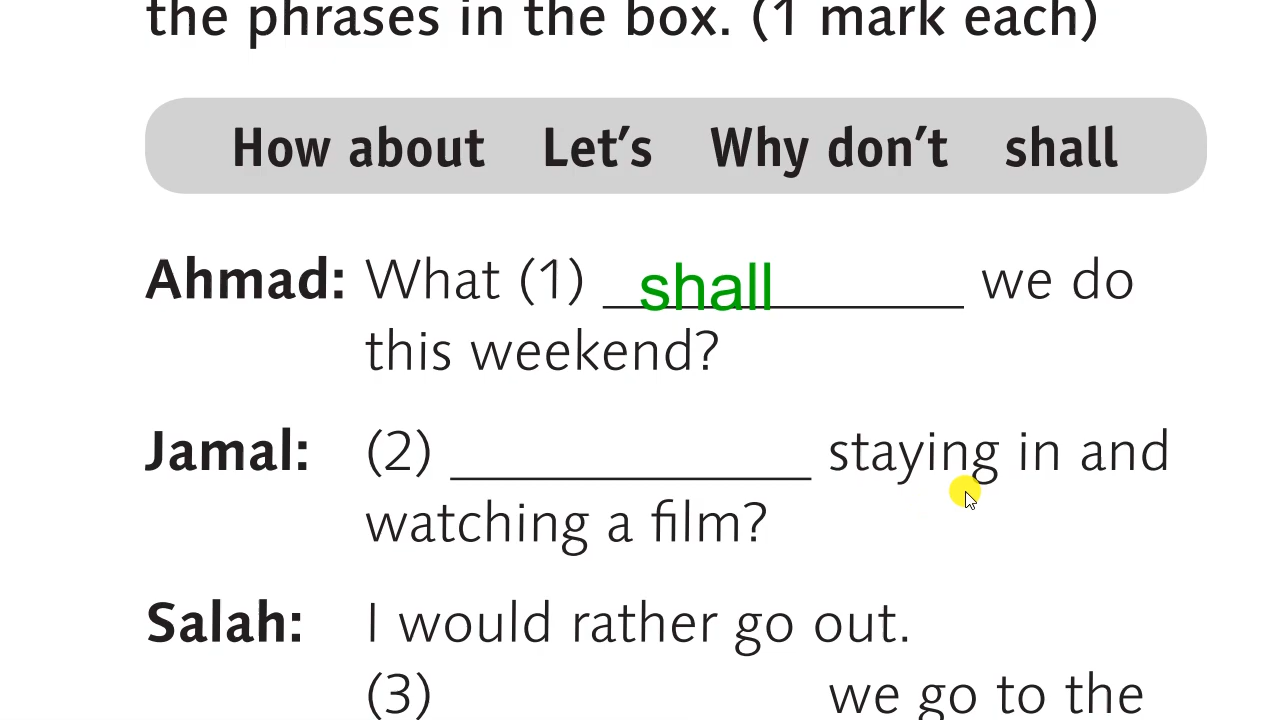 the phrases in the box. (1 mark each)
How about Let’s Why don’t shall
Ahmad: What (1) shall we do
this weekend?
Jamal: (2) ____________ staying in and
watching a film?
Salah: I would rather go out.
(3) we go to the